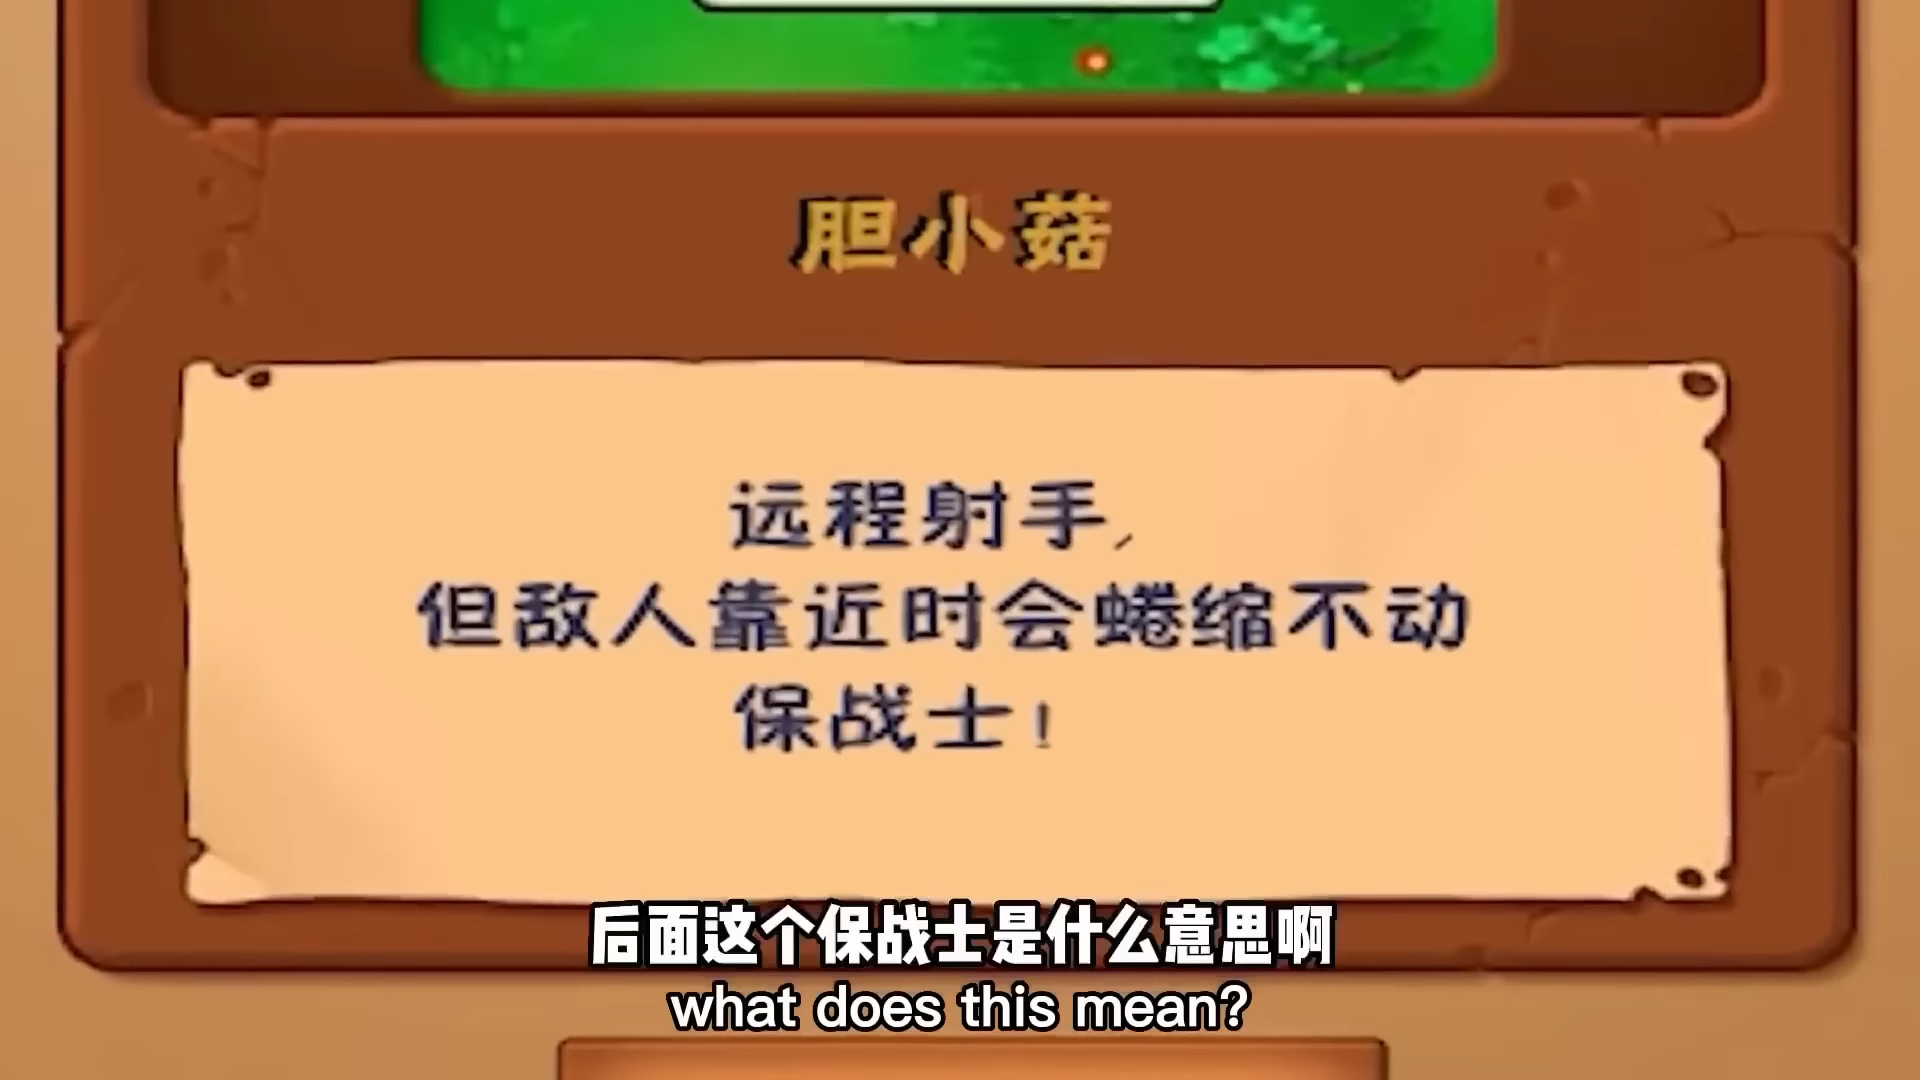 胆小菇
远程射手，
但敌人靠近时会蜷缩不动
保战士！
后面这个保战士是什么意思啊
what does this mean?